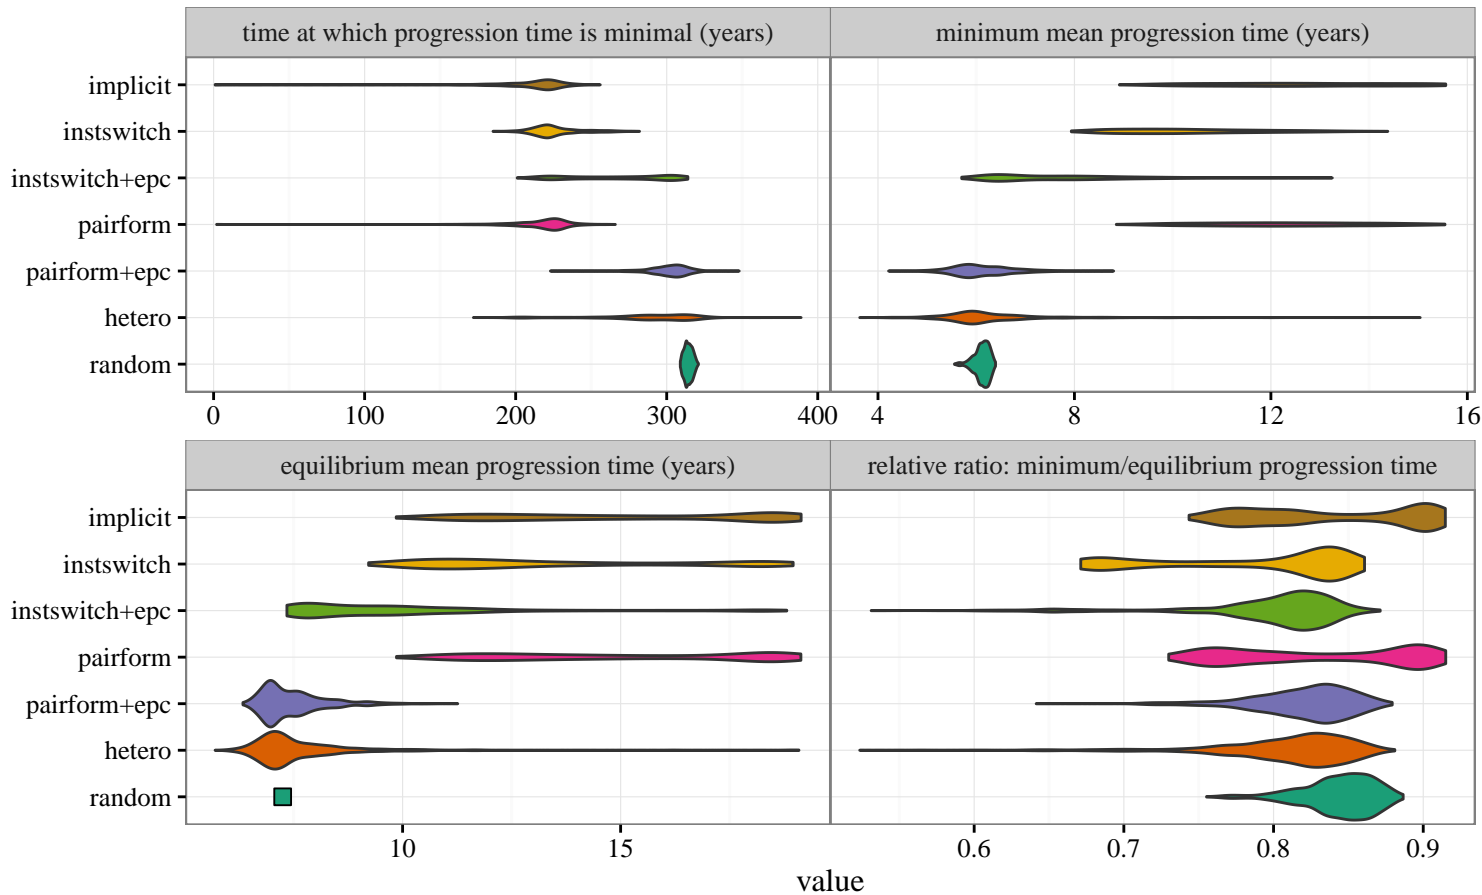 time at which progression time is minimal (years)
minimum mean progression time (years)
implicit
instswitch
instswitch+epc
pairform
pairform+epc
hetero
random
0 100 200 300 400
4 8 12 16
equilibrium mean progression time (years)
relative ratio: minimum/equilibrium progression time
implicit
instswitch
instswitch+epc
pairform
pairform+epc
hetero
random
10 15
0.6 0.7 0.8 0.9
value